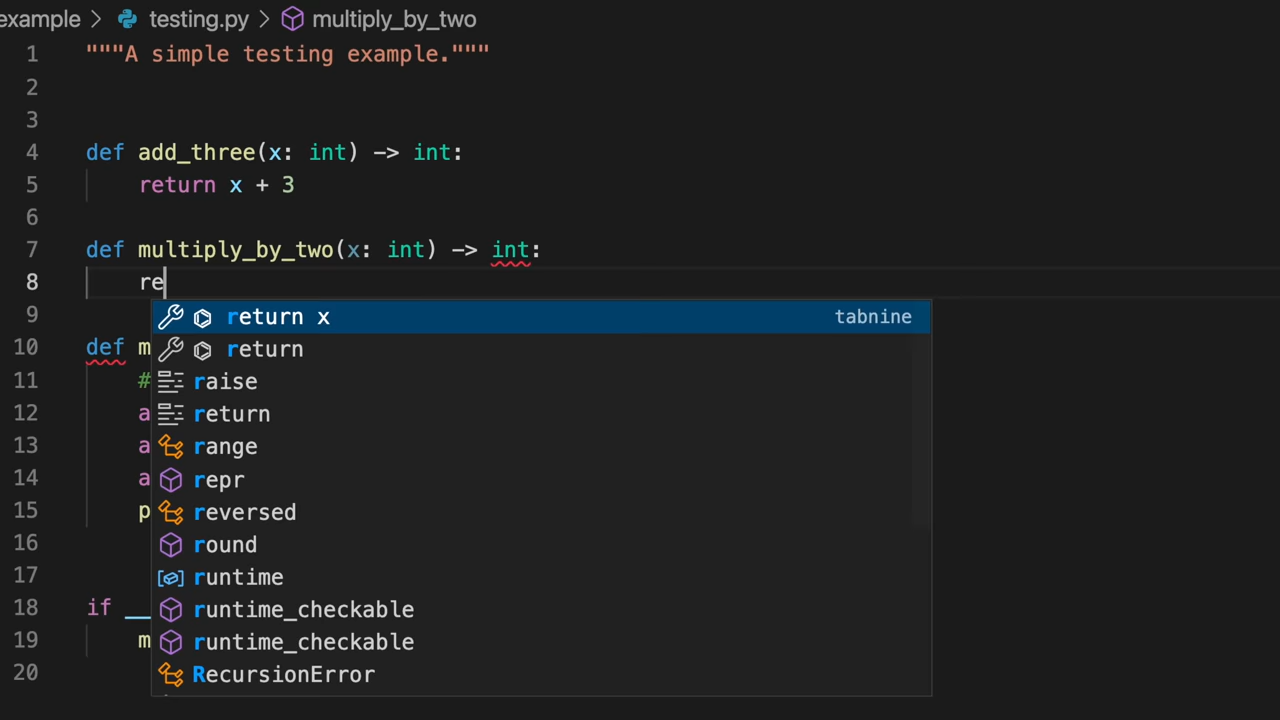 example > testing.py > multiply_by_two
1 """A simple testing example."""
2
3
4 def add_three(x: int) -> int:
5 return x + 3
6
7 def multiply_by_two(x: int) -> int:
8 re
9
return x tabnine
10 def m
return
11 #
raise
12 a
return
13 a
range
14 a
repr
15 p
reversed
16
round
17
runtime
18 if __
runtime_checkable
19 m
runtime_checkable
20
RecursionError